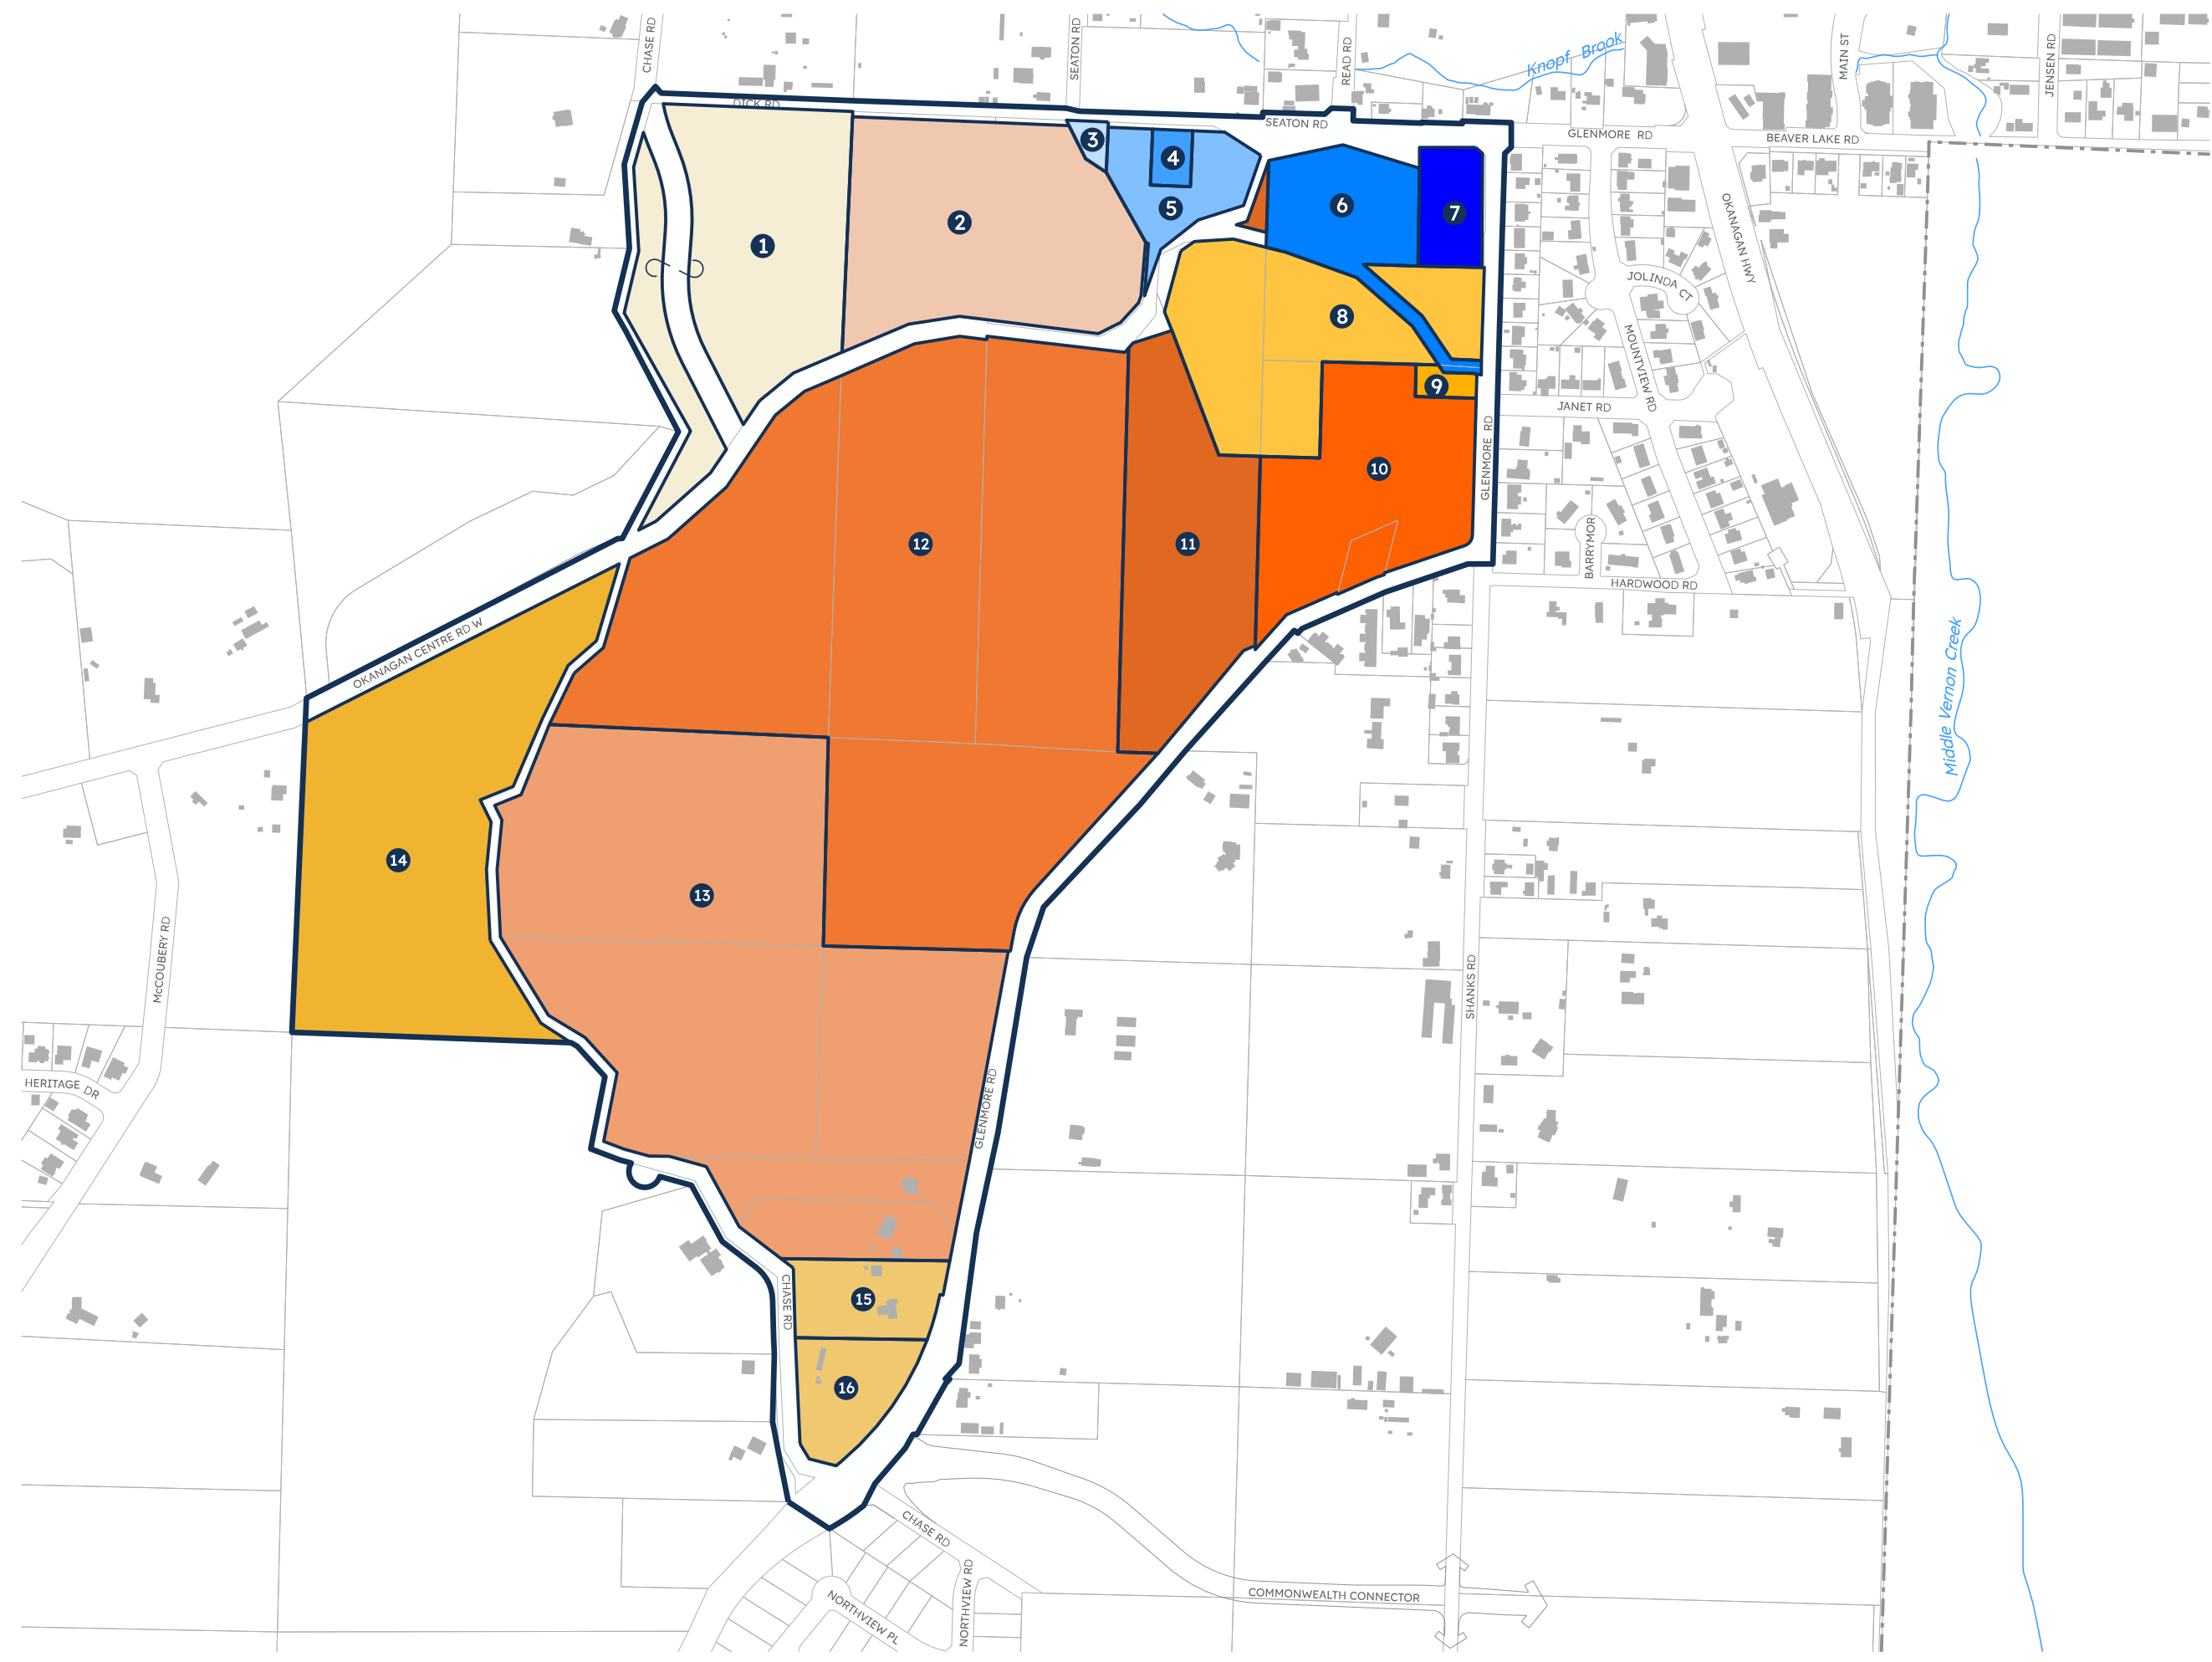 CHASE RD
SEATON RD
READ RD
Knopf Brook
MAIN ST
JENSEN RD
DICK RD
SEATON RD
GLENMORE RD
BEAVER LAKE RD
OKANAGAN HWY
1
2
3
4
5
6
7
8
9
10
11
12
13
14
15
16
JOLINDA CT
MOUNTVIEW RD
JANET RD
GLENMORE RD
BARRYMOR
HARDWOOD RD
OKANAGAN CENTRE RD W
Middle Vernon Creek
McCOUBERY RD
SHANKS RD
HERITAGE DR
GLENMORE RD
CHASE RD
CHASE RD
NORTHVIEW RD
NORTHVIEW PL
COMMONWEALTH CONNECTOR